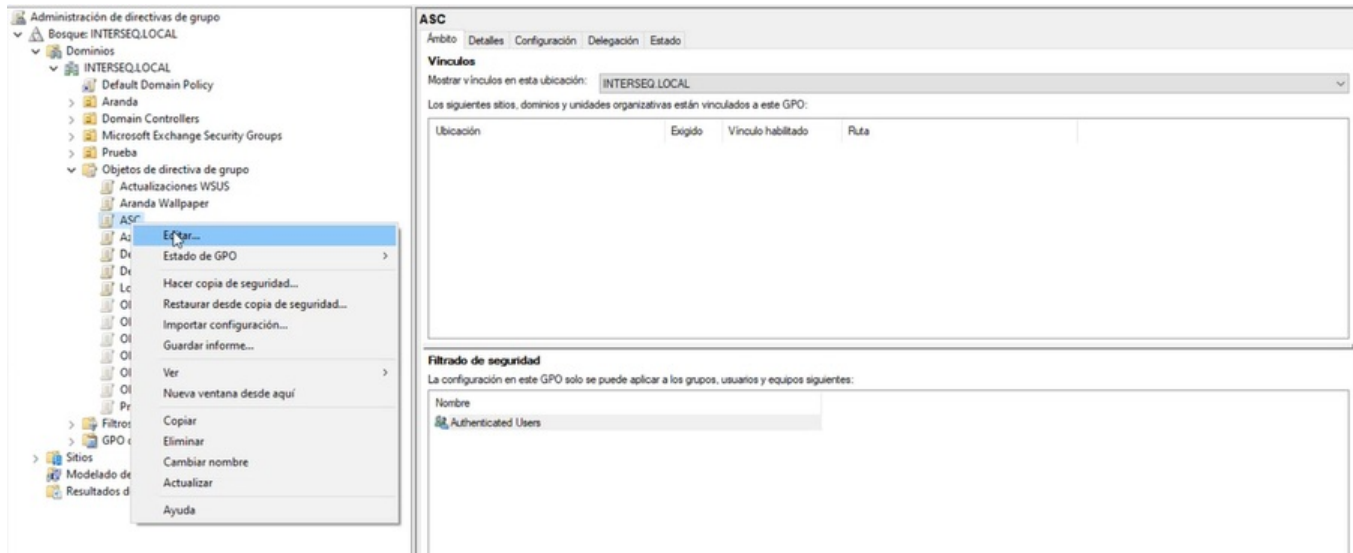 Administración de directivas de grupo
Bosque: INTERSEQ.LOCAL
Dominios
INTERSEQ.LOCAL
Default Domain Policy
Aranda
Domain Controllers
Microsoft Exchange Security Groups
Prueba
Objetos de directiva de grupo
Actualizaciones WSUS
Aranda Wallpaper
ASC
Filtros
GPO
Sitios
Modelado de
Resultados d
Editar...
Estado de GPO
Hacer copia de seguridad...
Restaurar desde copia de seguridad...
Importar configuración...
Guardar informe...
Ver
Nueva ventana desde aquí
Copiar
Eliminar
Cambiar nombre
Actualizar
Ayuda
ASC
Ámbito Detalles Configuración Delegación Estado
Vínculos
Mostrar vínculos en esta ubicación: INTERSEQ.LOCAL
Los siguientes sitios, dominios y unidades organizativas están vinculados a este GPO:
Ubicación Exigido Vínculo habilitado Ruta
Filtrado de seguridad
La configuración en este GPO solo se puede aplicar a los grupos, usuarios y equipos siguientes:
Nombre
Authenticated Users